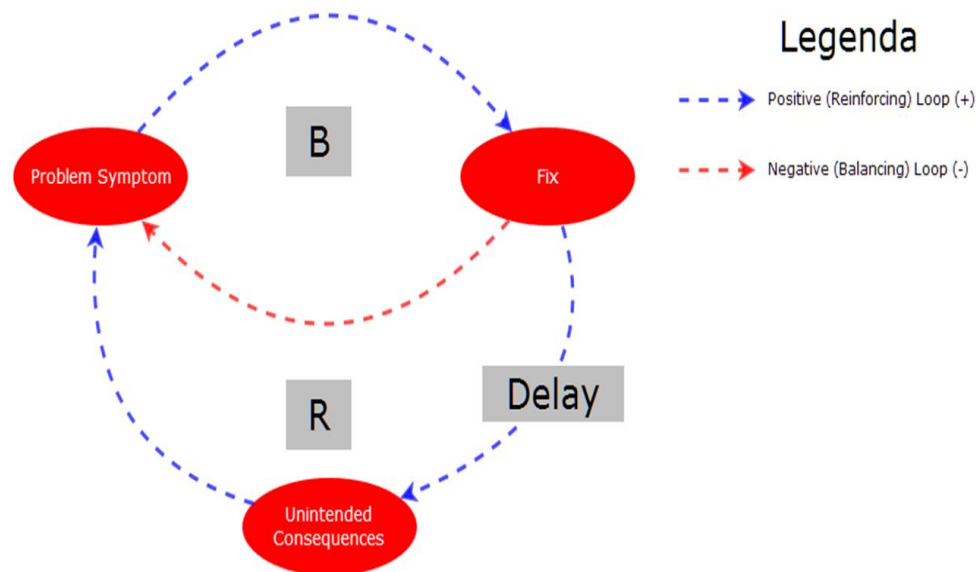 Legenda
Positive (Reinforcing) Loop (+)
Negative (Balancing) Loop (-)
B
Problem Symptom
Fix
Delay
R
Unintended
Consequences